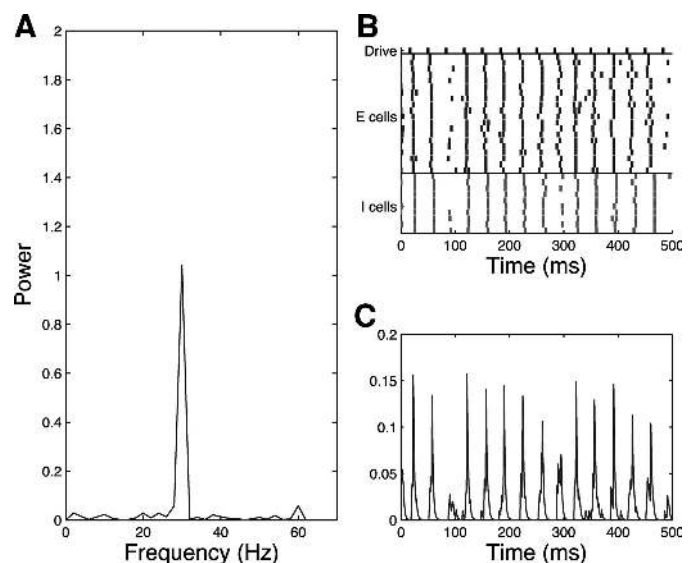 A
2
1.8
1.6
1.4
1.2
1
0.8
0.6
0.4
0.2
0
Power
0 20 40 60
Frequency (Hz)
B
Drive
E cells
I cells
0 100 200 300 400 500
Time (ms)
C
0.2
0.15
0.1
0.05
0
0 100 200 300 400 500
Time (ms)